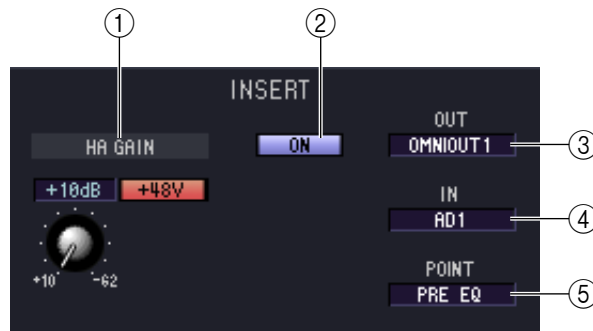 ① ②
INSERT
HA GAIN
ON
OUT
OMNIOUT1
③
+10dB +48V
IN
AD1
④
+10 -62
POINT
PRE EQ
⑤